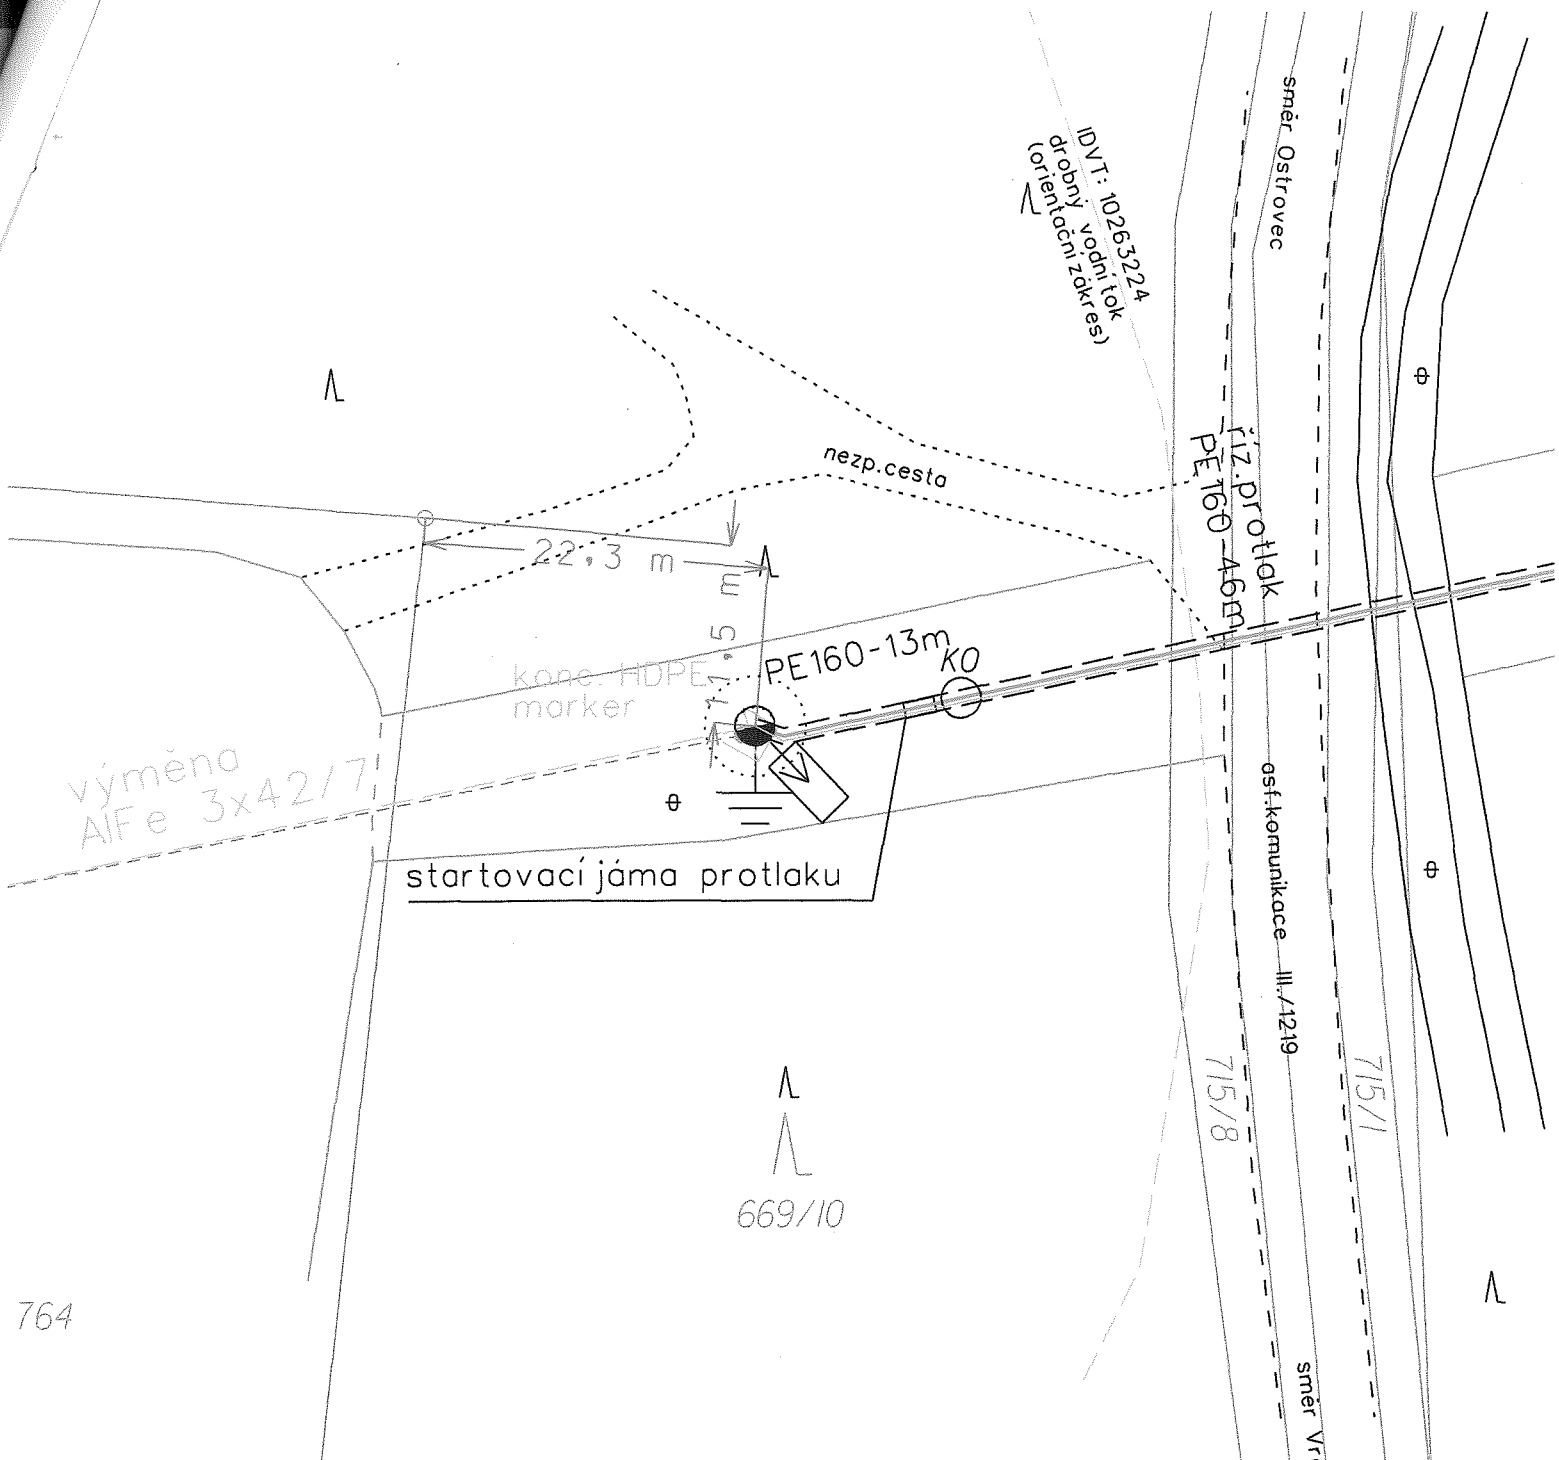 směr Ostrovec
IDVT: 10263224
drobný vodní tok
(orientační zákres)
nezp.cesta
říz.protlak
PE160-46m
22,3 m
11,5 m
PE160-13m
KO
konc. HDPE
marker
výměna
AlFe 3x42/7
startovací jáma protlaku
asf.komunikace III./1219
715/8
715/1
669/10
764
směr